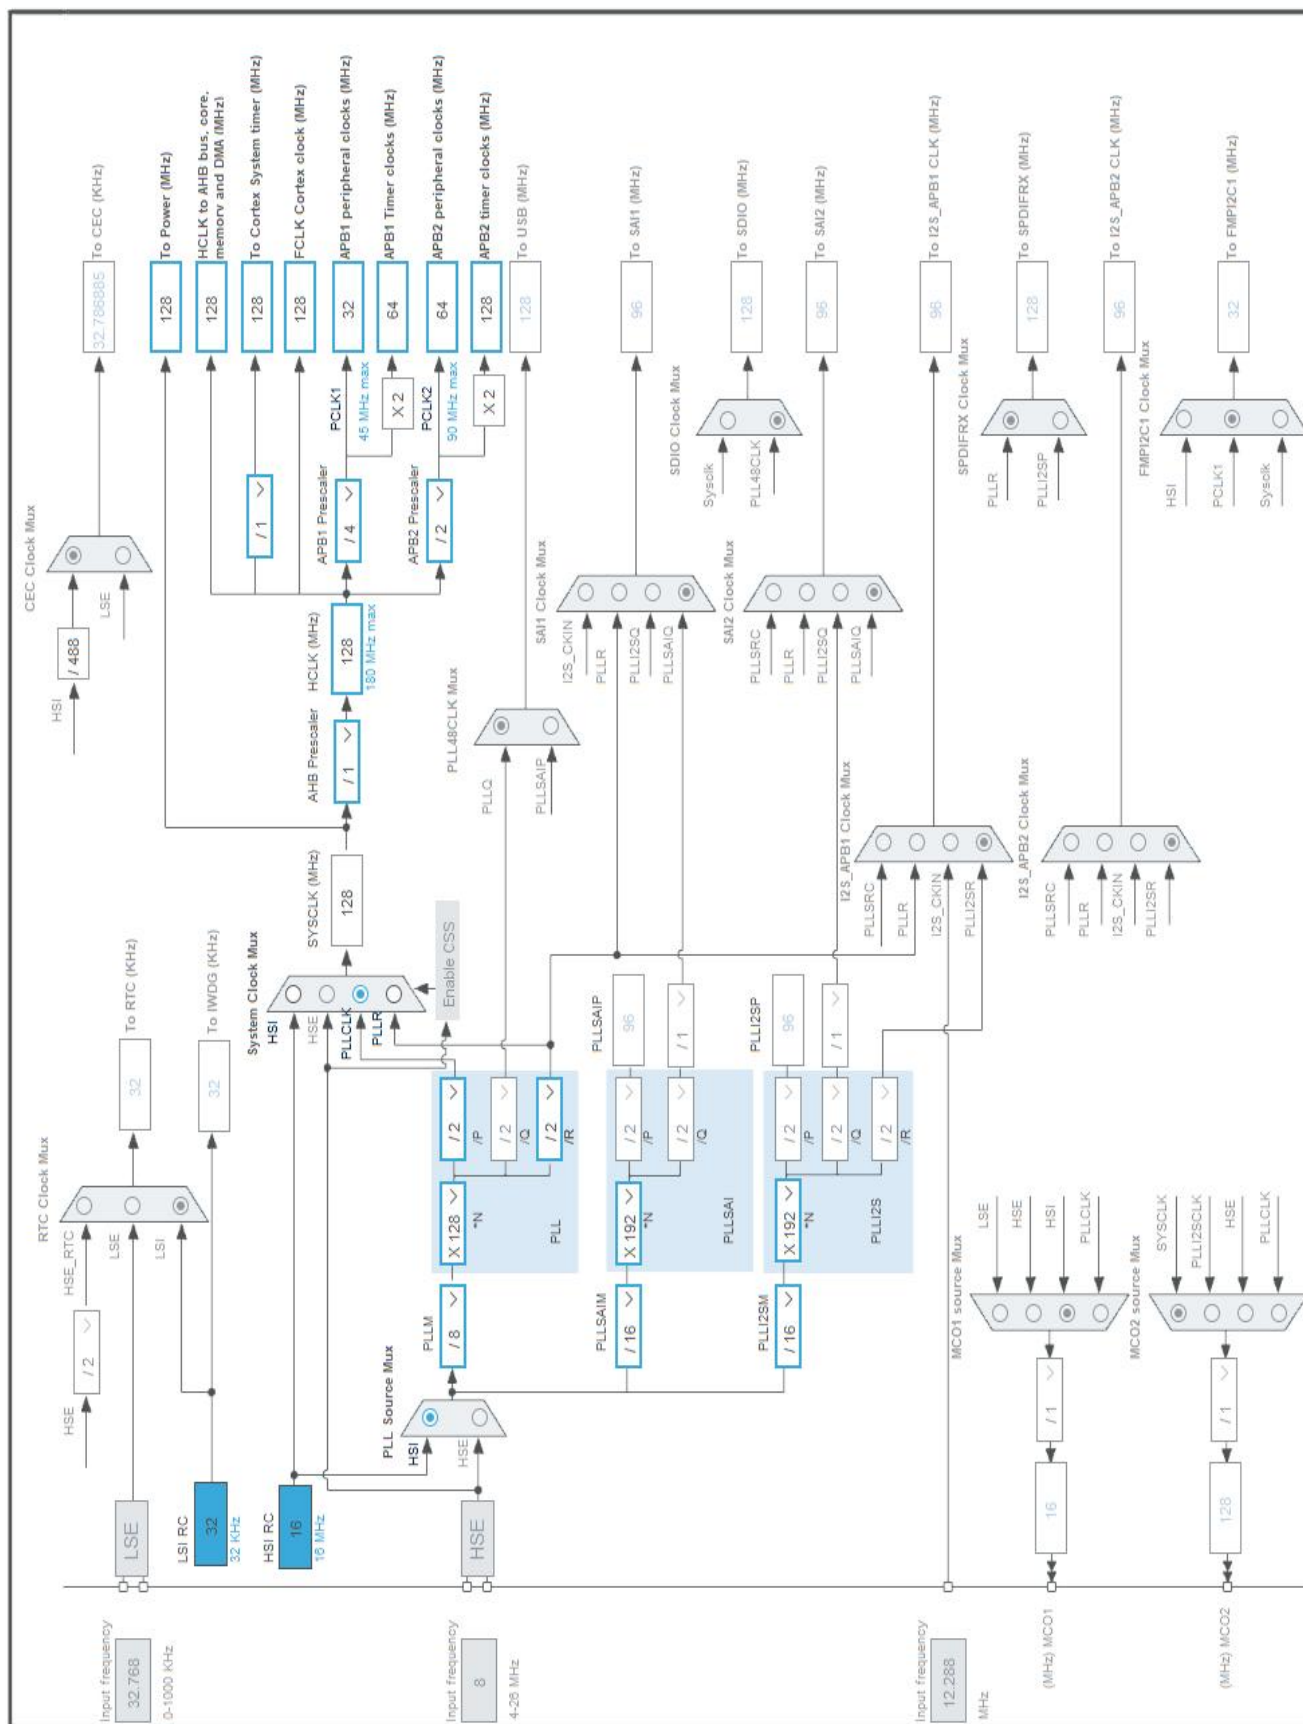 Input frequency
32.768
0-1000 KHz
LSE
HSE
/ 2
HSE_RTC
LSE
LSI
RTC Clock Mux
32
To RTC (KHz)
LSI RC
32
32 KHz
32
To IWDG (KHz)
HSI RC
16
16 MHz
Input frequency
8
4-26 MHz
HSE
PLL Source Mux
HSI
HSE
PLLM
/ 8
X 128
*N
/ 2
/P
/ 2
/Q
/ 2
/R
PLL
System Clock Mux
HSI
HSE
PLLCLK
PLLR
Enable CSS
SYSCLK (MHz)
128
AHB Prescaler
/ 1
HCLK (MHz)
128
180 MHz max
HSI
/ 488
LSE
CEC Clock Mux
32.786885
To CEC (KHz)
128
To Power (MHz)
128
HCLK to AHB bus, core,
memory and DMA (MHz)
/ 1
128
To Cortex System timer (MHz)
128
FCLK Cortex clock (MHz)
APB1 Prescaler
/ 4
PCLK1
45 MHz max
32
APB1 peripheral clocks (MHz)
X 2
64
APB1 Timer clocks (MHz)
APB2 Prescaler
/ 2
PCLK2
90 MHz max
64
APB2 peripheral clocks (MHz)
X 2
128
APB2 timer clocks (MHz)
PLL48CLK Mux
PLLQ
PLLSAIP
128
To USB (MHz)
PLLSAIM
/ 16
X 192
*N
/ 2
/P
/ 2
/Q
PLLSAI
PLLSAIP
96
/ 1
SAI1 Clock Mux
I2S_CKIN
PLLR
PLLI2SQ
PLLSAIQ
96
To SAI1 (MHz)
SDIO Clock Mux
Sysclk
PLL48CLK
128
To SDIO (MHz)
PLLI2SM
/ 16
X 192
*N
/ 2
/P
/ 2
/Q
/ 2
/R
PLLI2S
PLLI2SP
96
/ 1
SAI2 Clock Mux
PLLSRC
PLLR
PLLI2SQ
PLLSAIQ
96
To SAI2 (MHz)
Input frequency
12.288
MHz
I2S_APB1 Clock Mux
PLLSRC
PLLR
I2S_CKIN
PLLI2SR
96
To I2S_APB1 CLK (MHz)
SPDIFRX Clock Mux
PLLR
PLLI2SP
128
To SPDIFRX (MHz)
I2S_APB2 Clock Mux
PLLSRC
PLLR
I2S_CKIN
PLLI2SR
96
To I2S_APB2 CLK (MHz)
FMPI2C1 Clock Mux
HSI
PCLK1
Sysclk
32
To FMPI2C1 (MHz)
MCO1 source Mux
LSE
HSE
HSI
PLLCLK
/ 1
16
(MHz) MCO1
MCO2 source Mux
SYSCLK
PLLI2SCLK
HSE
PLLCLK
/ 1
128
(MHz) MCO2